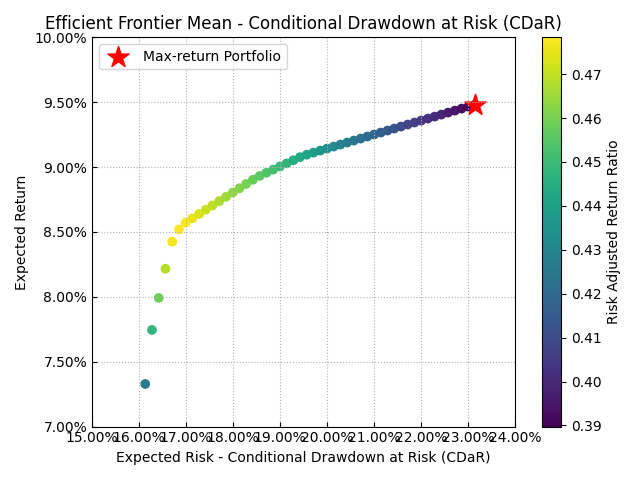 Efficient Frontier Mean - Conditional Drawdown at Risk (CDaR)
Max-return Portfolio
Expected Return
10.00%
9.50%
9.00%
8.50%
8.00%
7.50%
7.00%
15.00% 16.00% 17.00% 18.00% 19.00% 20.00% 21.00% 22.00% 23.00% 24.00%
Expected Risk - Conditional Drawdown at Risk (CDaR)
0.47
0.46
0.45
0.44
0.43
0.42
0.41
0.40
0.39
Risk Adjusted Return Ratio